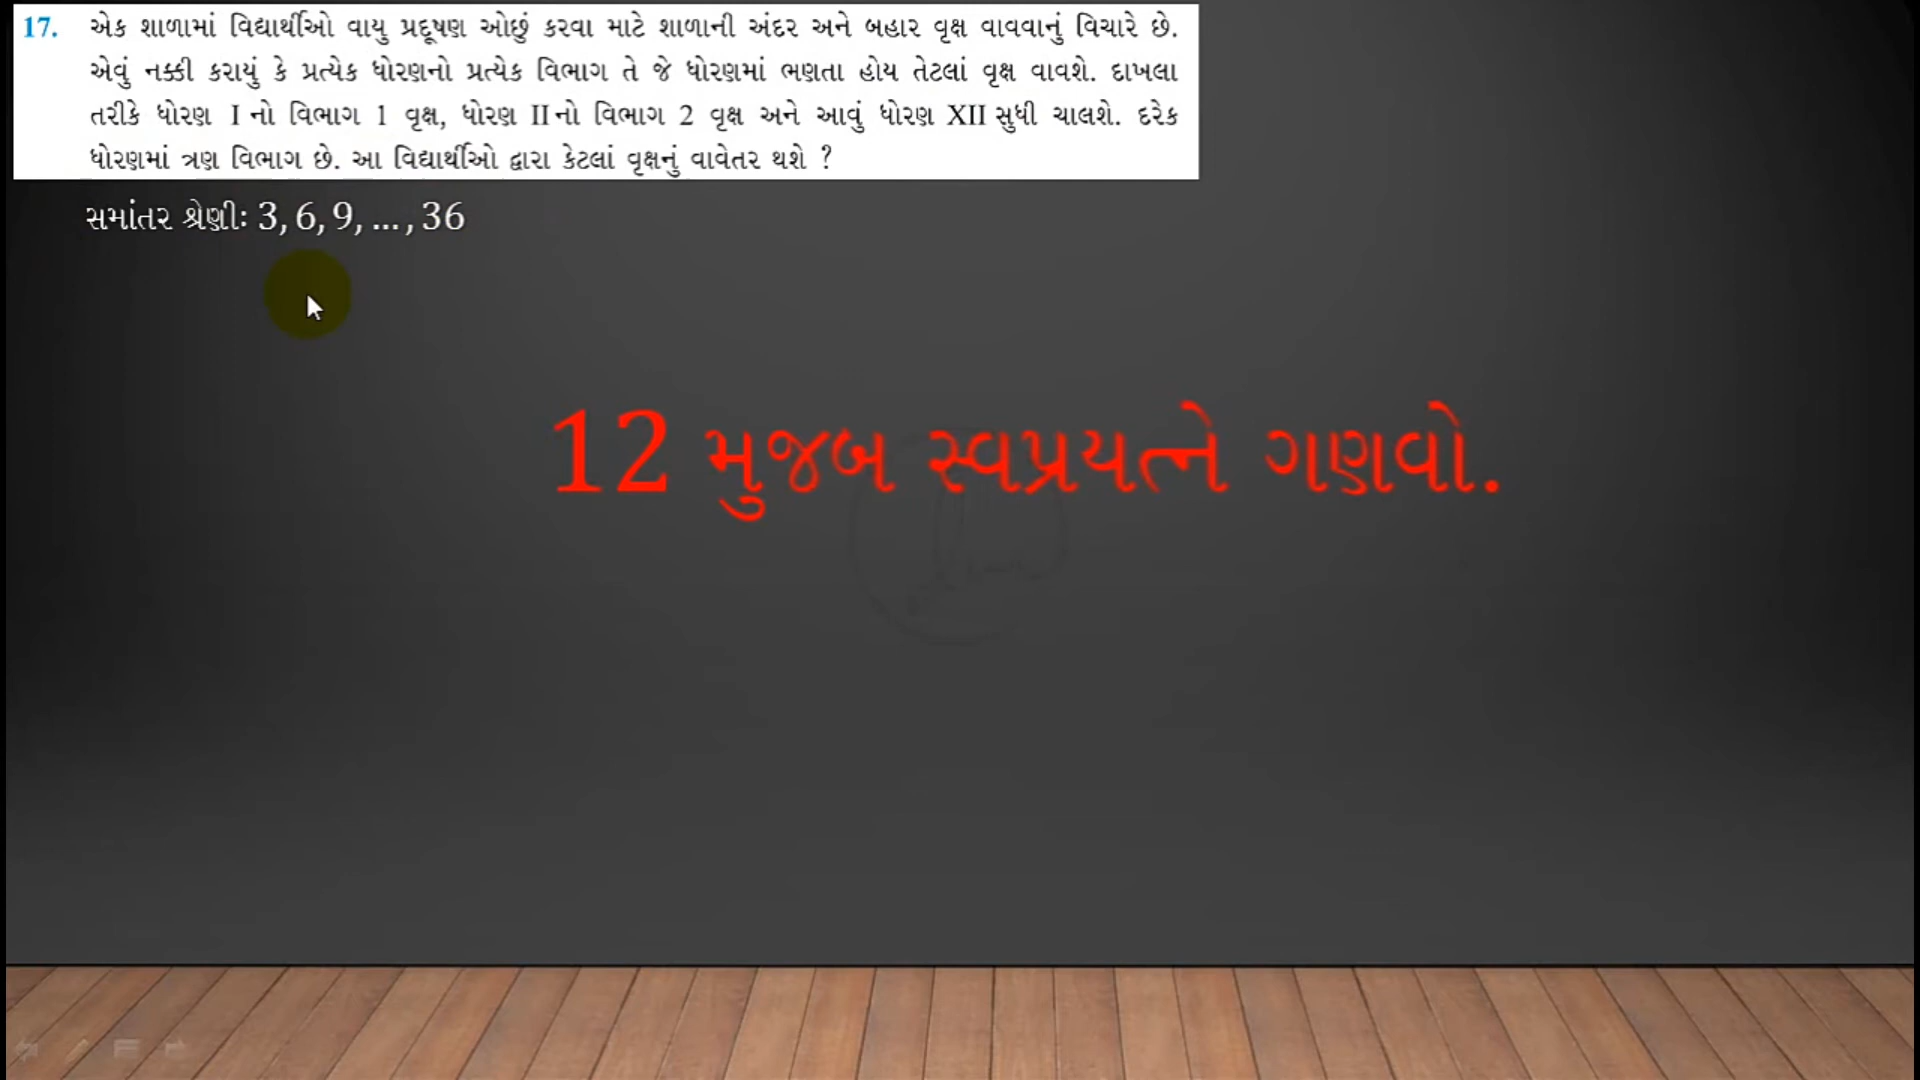 17. એક શાળામાં વિદ્યાર્થીઓ વાયુ પ્રદૂષણ ઓછું કરવા માટે શાળાની અંદર અને બહાર વૃક્ષ વાવવાનું વિચારે છે.
એવું નક્કી કરાયું કે પ્રત્યેક ધોરણનો પ્રત્યેક વિભાગ તે જે ધોરણમાં ભણતા હોય તેટલાં વૃક્ષ વાવશે. દાખલા
તરીકે ધોરણ I નો વિભાગ 1 વૃક્ષ, ધોરણ II નો વિભાગ 2 વૃક્ષ અને આવું ધોરણ XII સુધી ચાલશે. દરેક
ધોરણમાં ત્રણ વિભાગ છે. આ વિદ્યાર્થીઓ દ્વારા કેટલાં વૃક્ષનું વાવેતર થશે ?
સમાંતર શ્રેણીઃ 3, 6, 9, ... , 36
12 મુજબ સ્વપ્રયત્ને ગણવો.